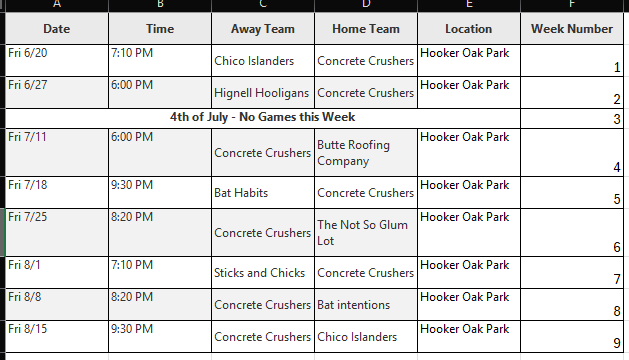 A B C D E F
Date Time Away Team Home Team Location Week Number
Fri 6/20 7:10 PM Chico Islanders Concrete Crushers Hooker Oak Park 1
Fri 6/27 6:00 PM Hignell Hooligans Concrete Crushers Hooker Oak Park 2
4th of July - No Games this Week 3
Fri 7/11 6:00 PM Concrete Crushers Butte Roofing Company Hooker Oak Park 4
Fri 7/18 9:30 PM Bat Habits Concrete Crushers Hooker Oak Park 5
Fri 7/25 8:20 PM Concrete Crushers The Not So Glum Lot Hooker Oak Park 6
Fri 8/1 7:10 PM Sticks and Chicks Concrete Crushers Hooker Oak Park 7
Fri 8/8 8:20 PM Concrete Crushers Bat intentions Hooker Oak Park 8
Fri 8/15 9:30 PM Concrete Crushers Chico Islanders Hooker Oak Park 9